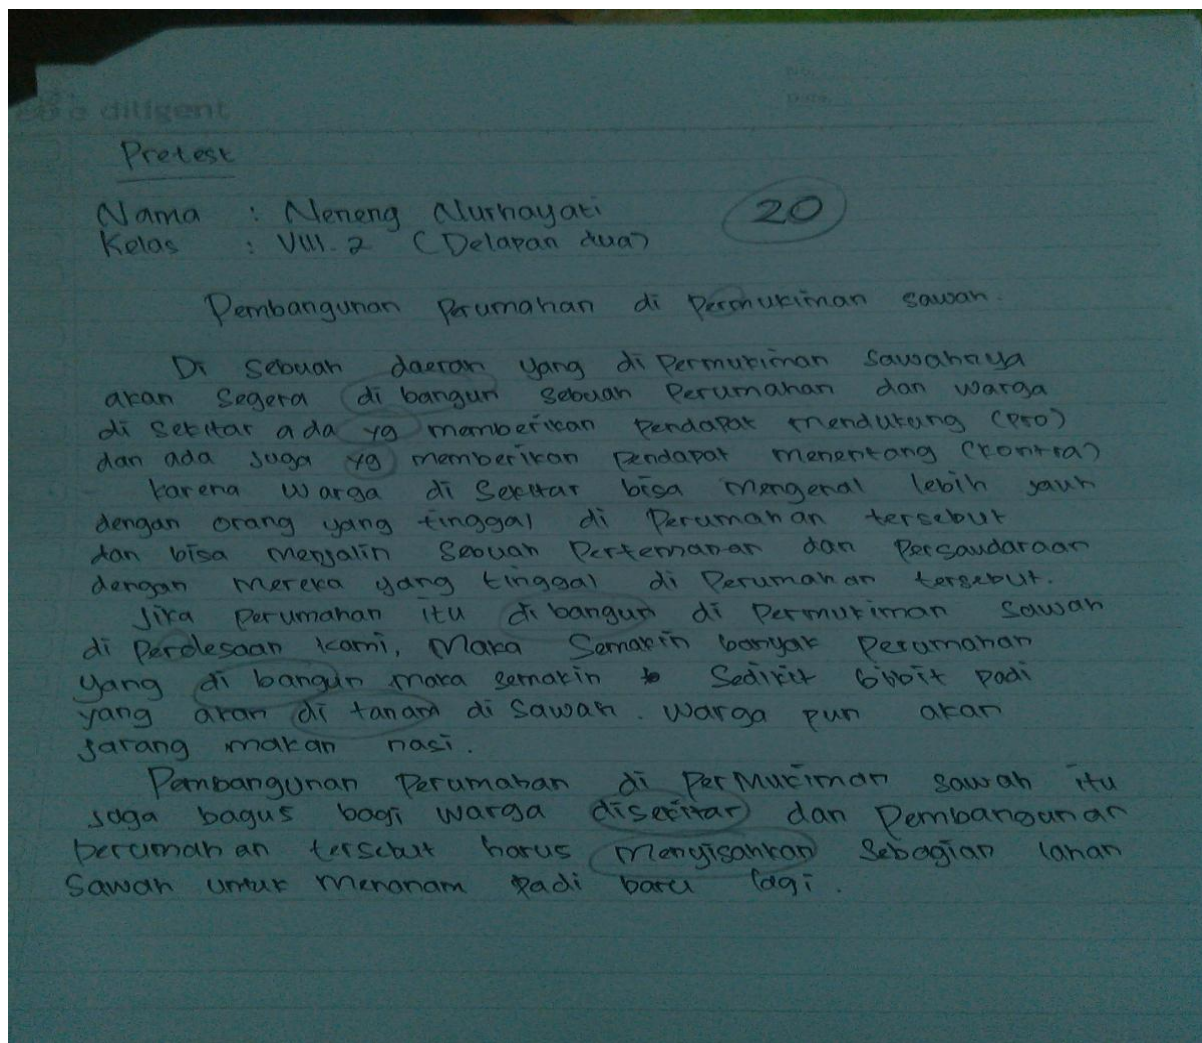 diligent
No.
Date
Pretest
Nama : Neneng Nurhayati 20
Kelas : VIII.2 (Delapan dua)
Pembangunan Perumahan di Permukiman sawah.
Di sebuah daerah yang di Permukiman sawahnya
akan segera di bangun sebuah Perumahan dan warga
di sekitar ada yg memberikan Pendapat mendukung (pro)
dan ada juga yg memberikan Pendapat menentang (kontra)
karena warga di sekitar bisa mengenal lebih jauh
dengan orang yang tinggal di Perumahan tersebut
dan bisa menjalin sebuah Pertemanan dan Persaudaraan
dengan mereka yang tinggal di Perumahan tersebut.
Jika perumahan itu di bangun di Permukiman sawah
di Perdesaan kami, Maka Semakin banyak Perumahan
yang di bangun maka semakin Sedikit bibit padi
yang akan di tanam di sawah. warga pun akan
jarang makan nasi.
Pembangunan Perumahan di PerMukiman sawah itu
juga bagus bagi warga disekitar dan Pembangunan
perumahan tersebut harus Menyisahkan Sebagian lahan
Sawah untuk menanam padi baru lagi.